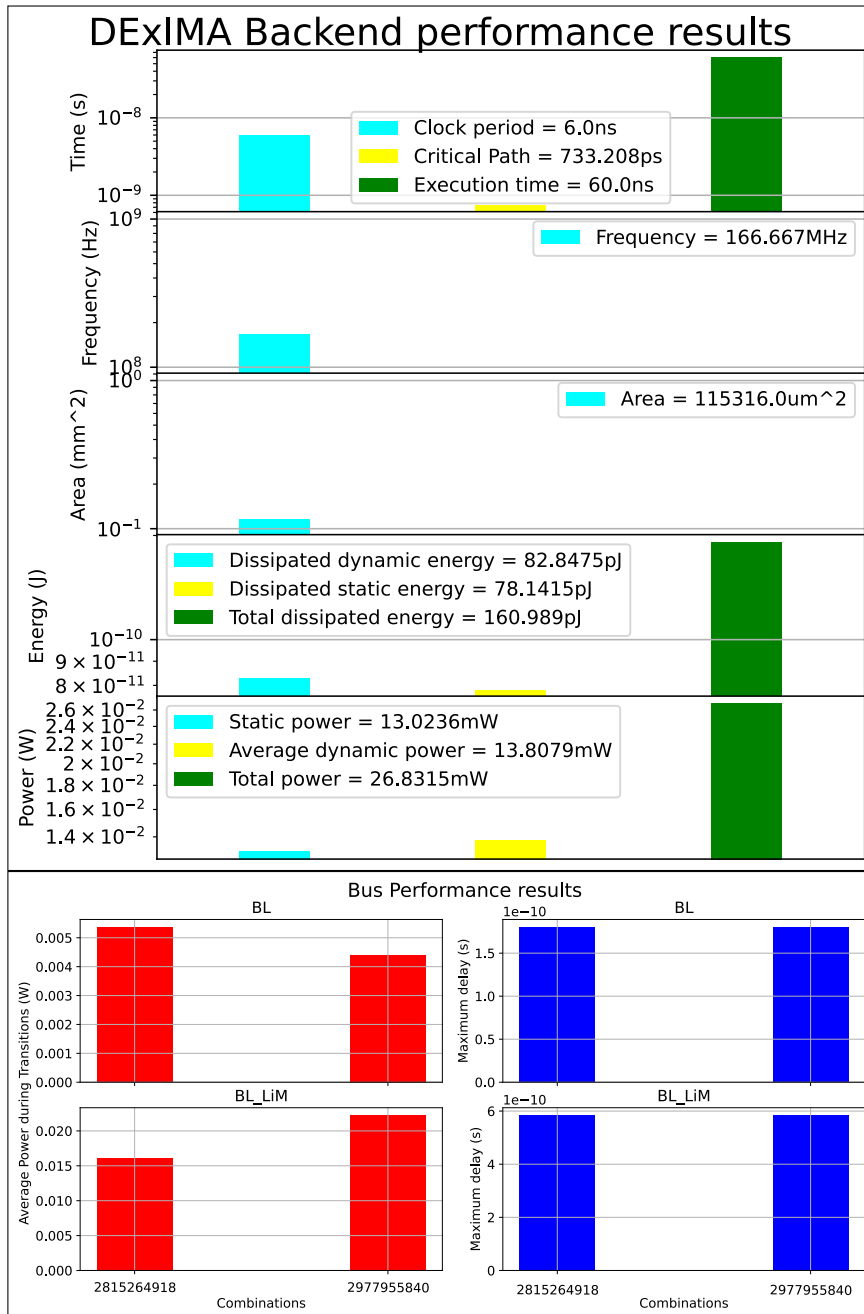 DExIMA Backend performance results
Time (s)
10^-8
10^-9
Clock period = 6.0ns
Critical Path = 733.208ps
Execution time = 60.0ns
Frequency (Hz)
10^9
10^8
Frequency = 166.667MHz
Area (mm^2)
10^0
10^-1
Area = 115316.0um^2
Energy (J)
10^-10
9 × 10^-11
8 × 10^-11
Dissipated dynamic energy = 82.8475pJ
Dissipated static energy = 78.1415pJ
Total dissipated energy = 160.989pJ
Power (W)
2.6 × 10^-2
2.4 × 10^-2
2.2 × 10^-2
2 × 10^-2
1.8 × 10^-2
1.6 × 10^-2
1.4 × 10^-2
Static power = 13.0236mW
Average dynamic power = 13.8079mW
Total power = 26.8315mW
Bus Performance results
Average Power during Transitions (W)
BL
0.005
0.004
0.003
0.002
0.001
0.000
BL
1e-10
Maximum delay (s)
1.5
1.0
0.5
0.0
BL_LiM
0.020
0.015
0.010
0.005
0.000
2815264918
2977955840
Combinations
BL_LiM
1e-10
Maximum delay (s)
6
4
2
0
2815264918
2977955840
Combinations